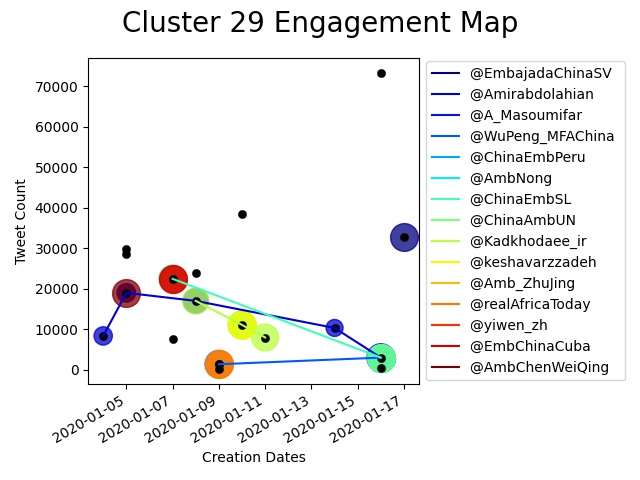 Cluster 29 Engagement Map
Tweet Count
70000
60000
50000
40000
30000
20000
10000
0
2020-01-05
2020-01-07
2020-01-09
2020-01-11
2020-01-13
2020-01-15
2020-01-17
Creation Dates
@EmbajadaChinaSV
@Amirabdolahian
@A_Masoumifar
@WuPeng_MFAChina
@ChinaEmbPeru
@AmbNong
@ChinaEmbSL
@ChinaAmbUN
@Kadkhodaee_ir
@keshavarzzadeh
@Amb_ZhuJing
@realAfricaToday
@yiwen_zh
@EmbChinaCuba
@AmbChenWeiQing